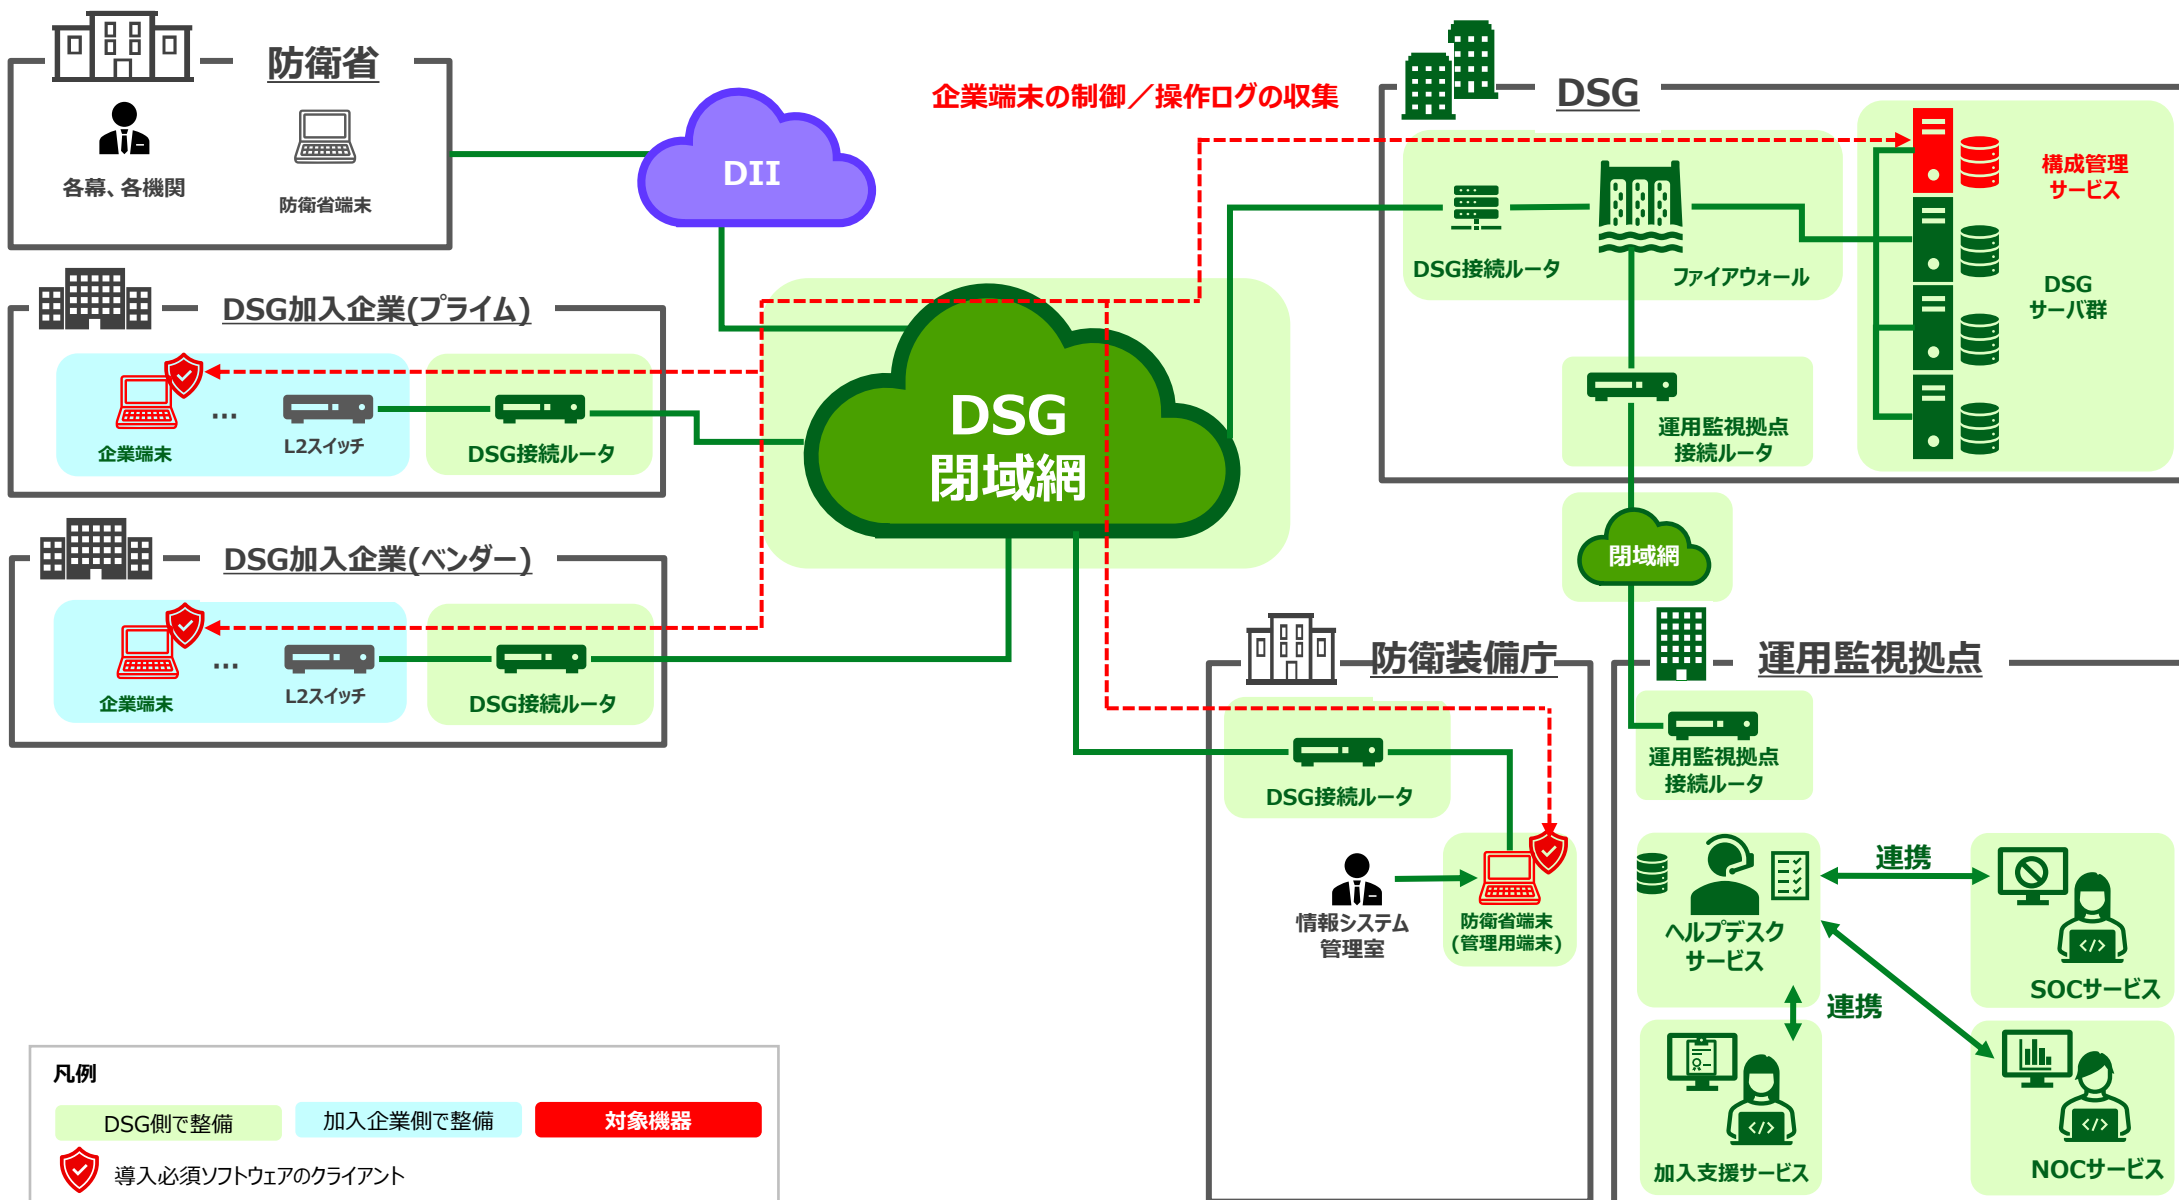 防衛省
各幕、各機関
防衛省端末
DII
企業端末の制御／操作ログの収集
DSG
DSG接続ルータ
ファイアウォール
構成管理
サービス
DSG
サーバ群
運用監視拠点
接続ルータ
DSG加入企業(プライム)
企業端末
…
L2スイッチ
DSG接続ルータ
DSG
閉域網
DSG加入企業(ベンダー)
企業端末
…
L2スイッチ
DSG接続ルータ
閉域網
防衛装備庁
DSG接続ルータ
情報システム
管理室
防衛省端末
(管理用端末)
運用監視拠点
運用監視拠点
接続ルータ
ヘルプデスク
サービス
連携
</>
SOCサービス
連携
</>
加入支援サービス
</>
NOCサービス
凡例
DSG側で整備
加入企業側で整備
対象機器
導入必須ソフトウェアのクライアント